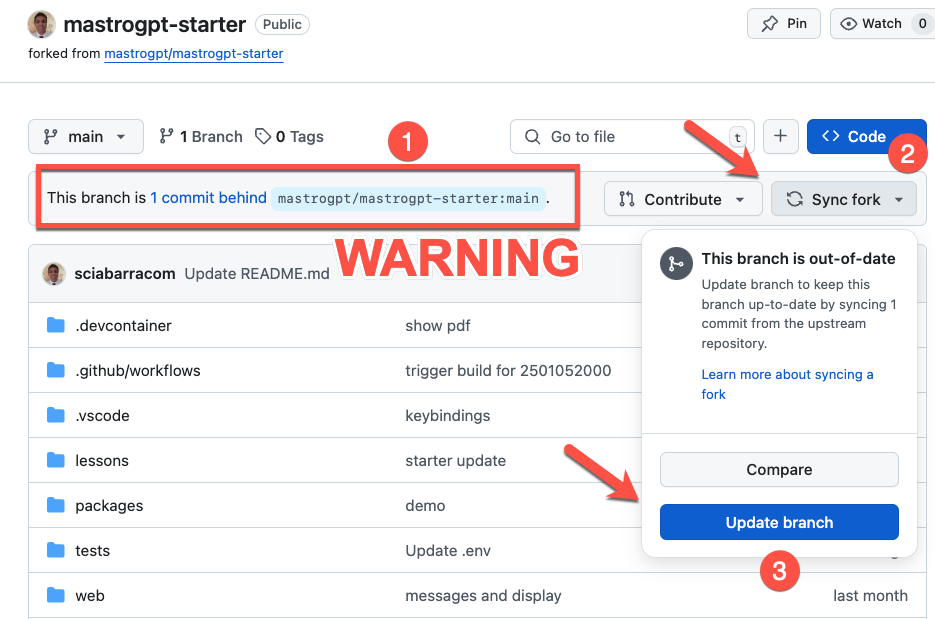 mastrogpt-starter Public
Pin
Watch 0
forked from mastrogpt/mastrogpt-starter
main
1 Branch
0 Tags
1
Go to file
t
Code
2
This branch is 1 commit behind mastrogpt/mastrogpt-starter:main .
Contribute
Sync fork
WARNING
sciabarracom Update README.md
This branch is out-of-date
Update branch to keep this
branch up-to-date by syncing 1
commit from the upstream
repository.
Learn more about syncing a
fork
Compare
Update branch
3
.devcontainer show pdf
.github/workflows trigger build for 2501052000
.vscode keybindings
lessons starter update
packages demo
tests Update .env
web messages and display last month